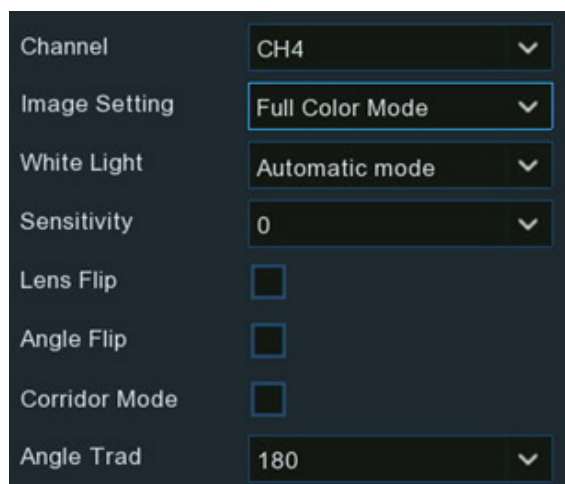 Channel CH4
Image Setting Full Color Mode
White Light Automatic mode
Sensitivity 0
Lens Flip
Angle Flip
Corridor Mode
Angle Trad 180